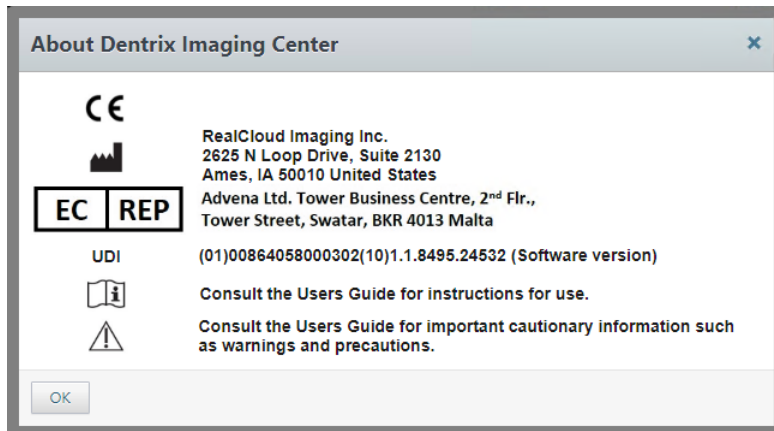 About Dentrix Imaging Center
×
CE
RealCloud Imaging Inc.
2625 N Loop Drive, Suite 2130
Ames, IA 50010 United States
EC REP
Advena Ltd. Tower Business Centre, 2nd Flr.,
Tower Street, Swatar, BKR 4013 Malta
UDI
(01)00864058000302(10)1.1.8495.24532 (Software version)
Consult the Users Guide for instructions for use.
Consult the Users Guide for important cautionary information such
as warnings and precautions.
OK